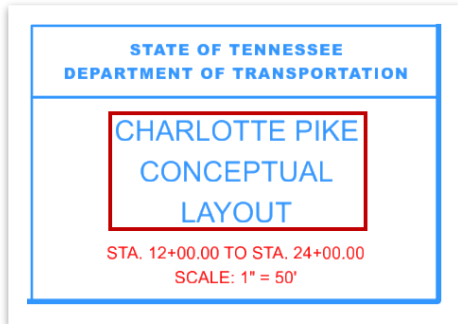 STATE OF TENNESSEE
DEPARTMENT OF TRANSPORTATION
CHARLOTTE PIKE
CONCEPTUAL
LAYOUT
STA. 12+00.00 TO STA. 24+00.00
SCALE: 1" = 50'